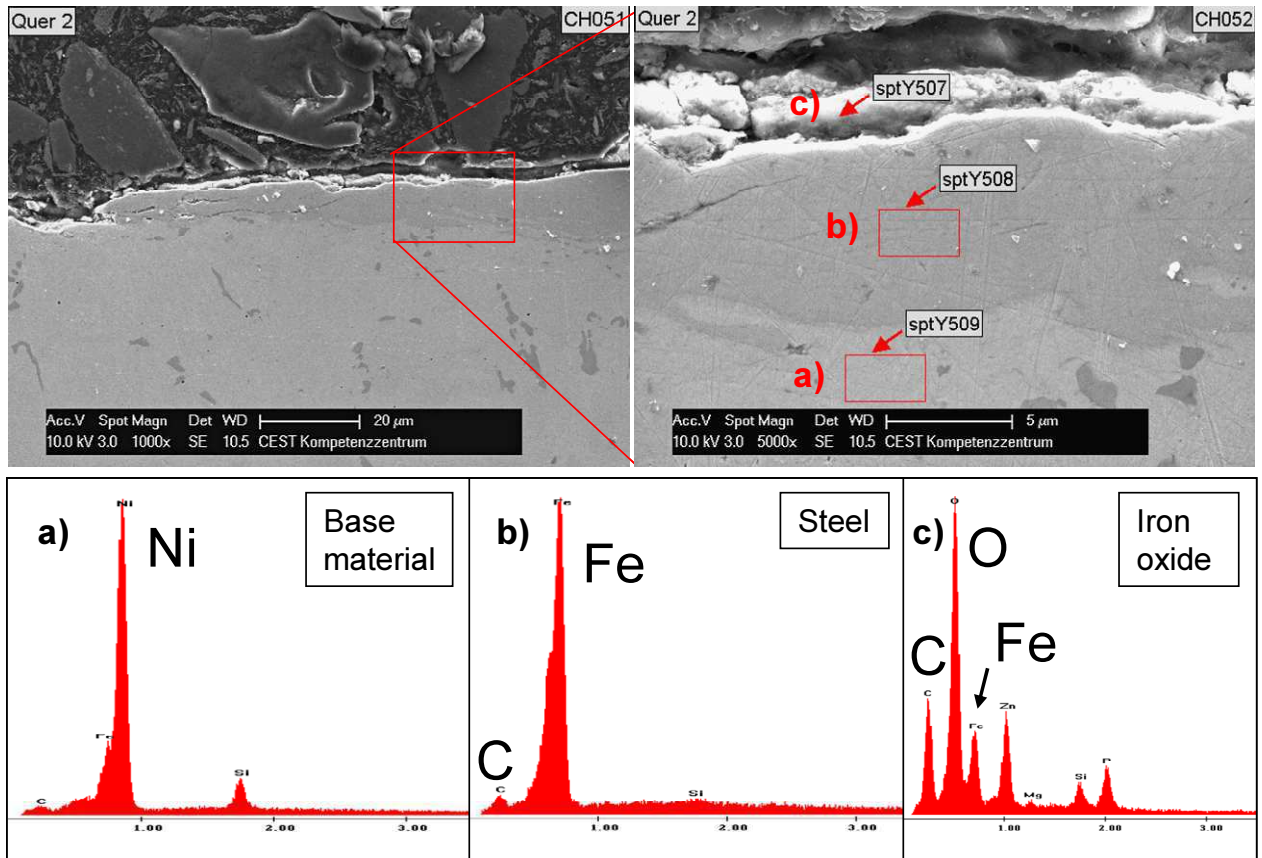 Quer 2
CH051
Acc.V Spot Magn Det WD 20 µm
10.0 kV 3.0 1000x SE 10.5 CEST Kompetenzzentrum
Quer 2
CH052
c)
sptY507
sptY508
b)
sptY509
a)
Acc.V Spot Magn Det WD 5 µm
10.0 kV 3.0 5000x SE 10.5 CEST Kompetenzzentrum
a)
Base
material
Ni
Ni
Fe
Si
C
1.00 2.00 3.00
b)
Steel
Fe
Fe
C
C
Si
1.00 2.00 3.00
c)
Iron
oxide
O
O
C
Fe
C
Fe
Zn
Mg
Si
P
1.00 2.00 3.00